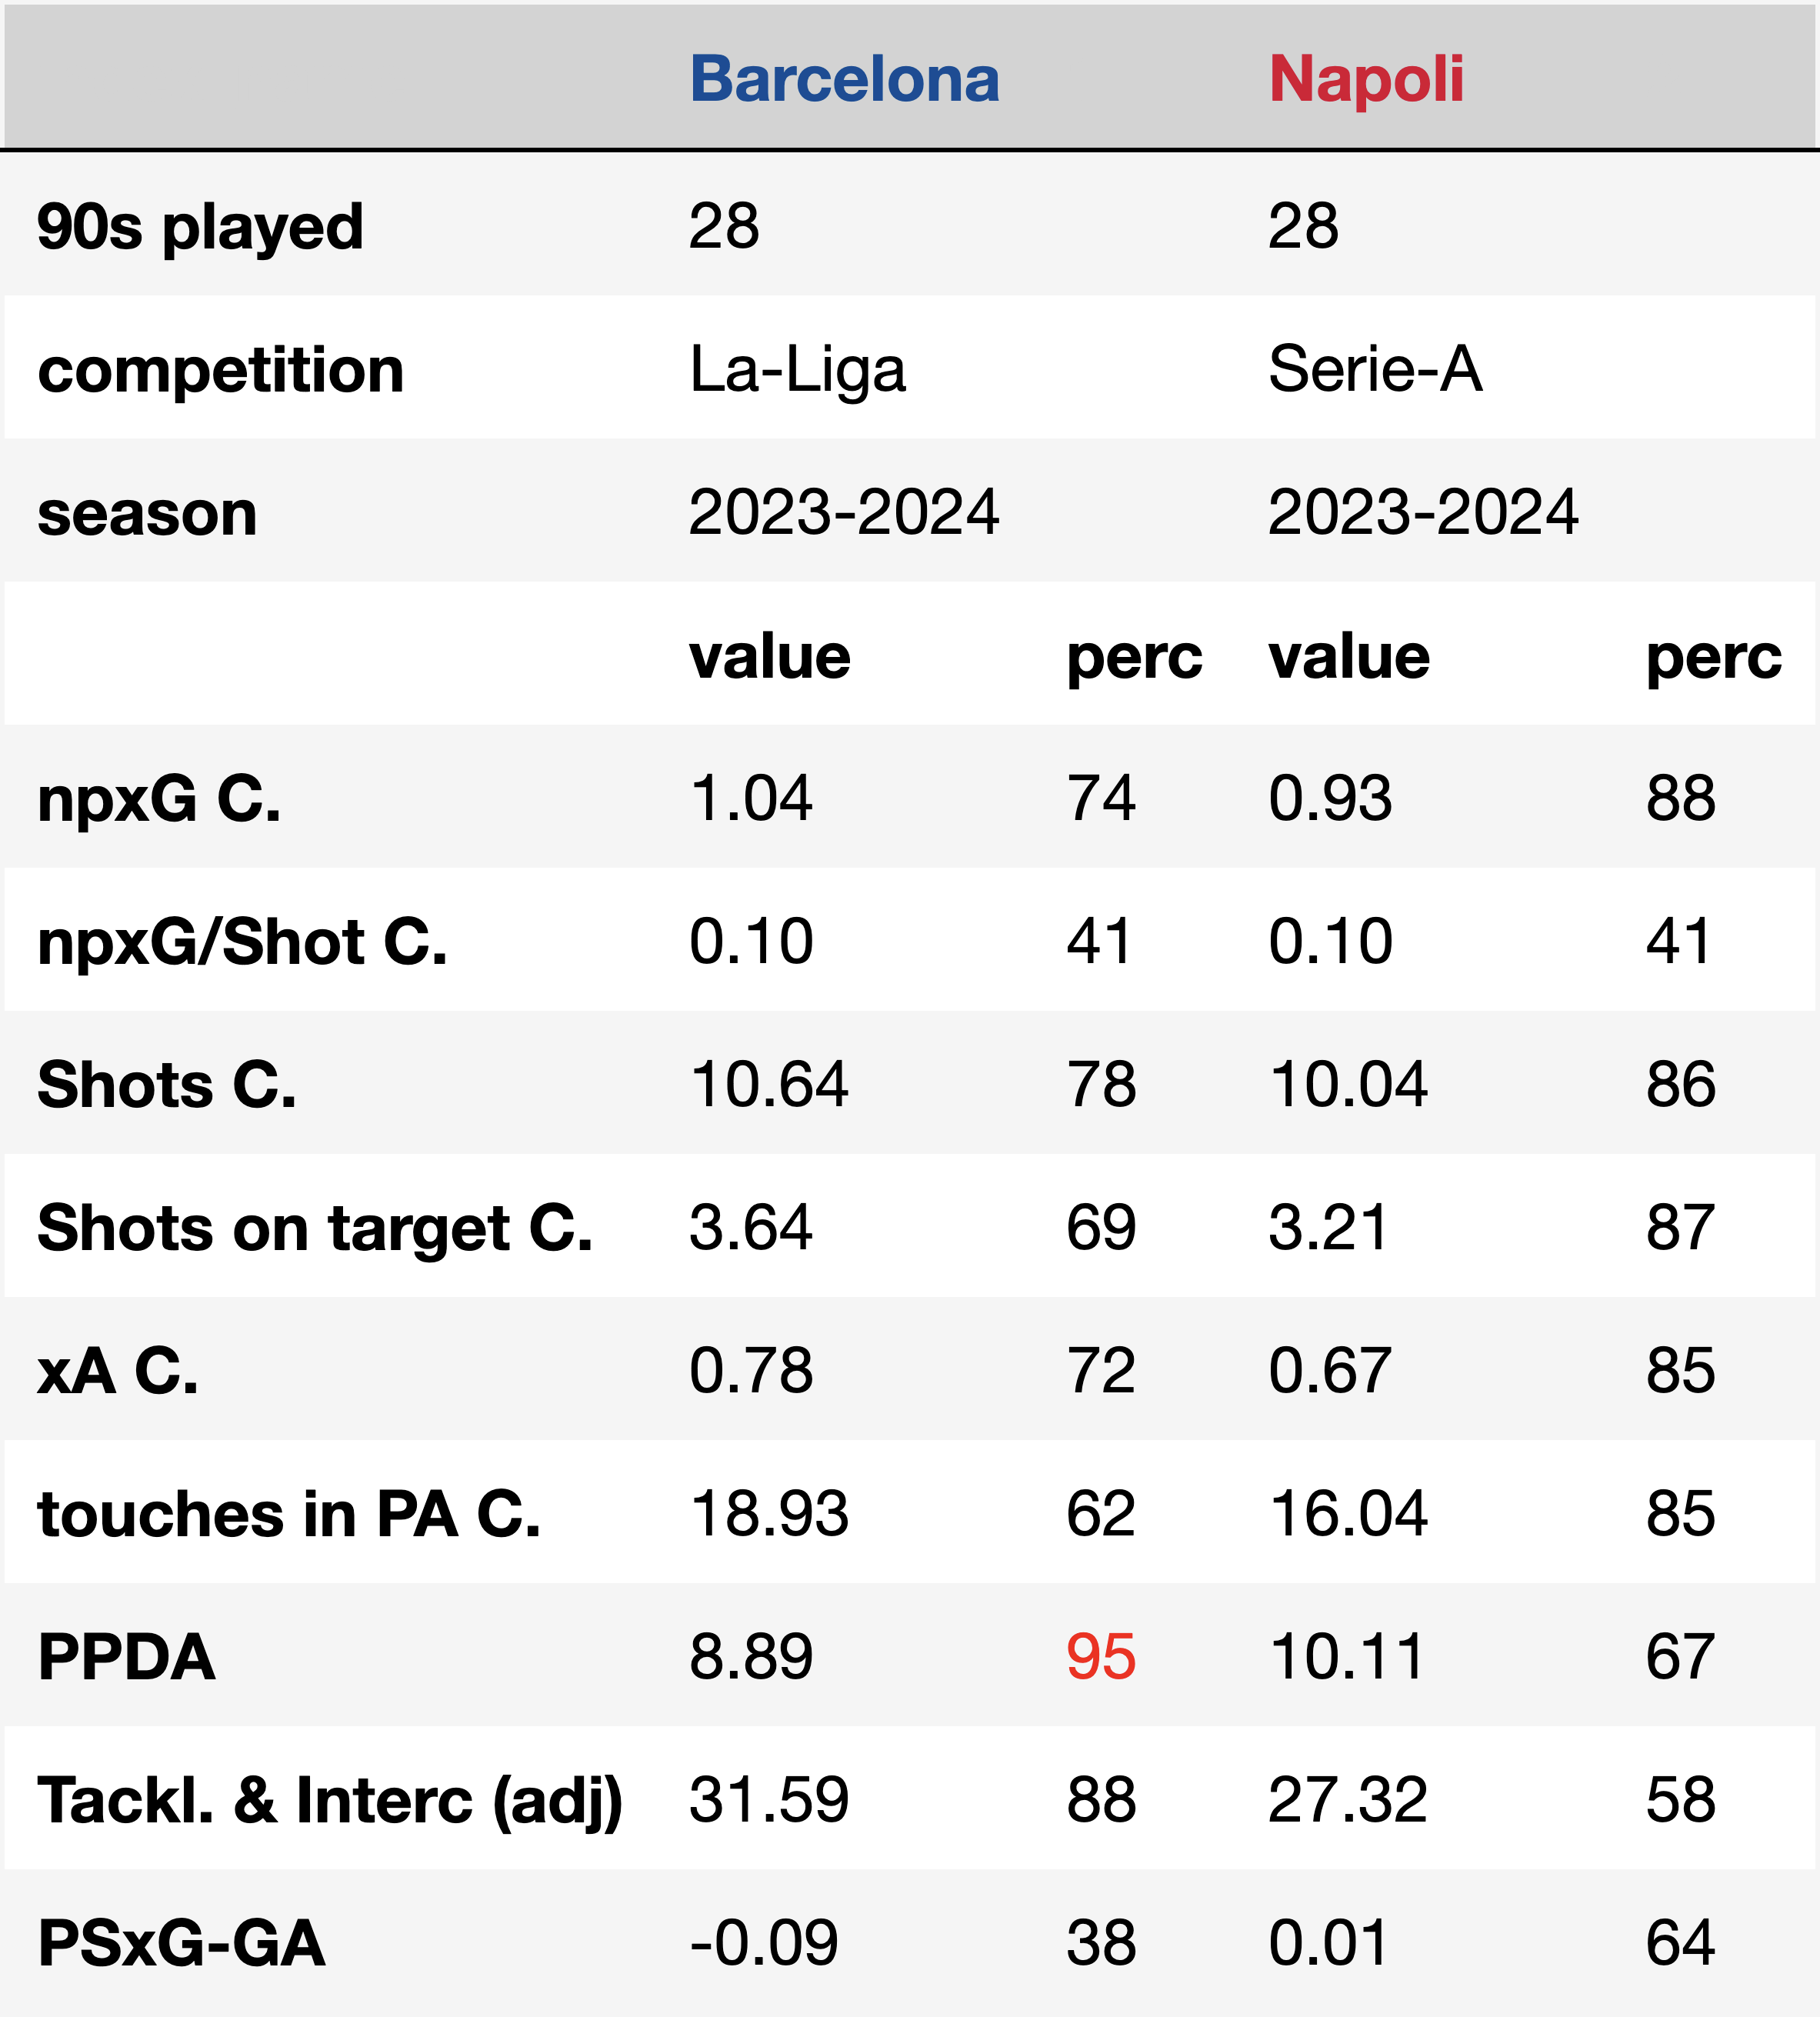 Barcelona Napoli
90s played 28 28
competition La-Liga Serie-A
season 2023-2024 2023-2024
value perc value perc
npxG C. 1.04 74 0.93 88
npxG/Shot C. 0.10 41 0.10 41
Shots C. 10.64 78 10.04 86
Shots on target C. 3.64 69 3.21 87
xA C. 0.78 72 0.67 85
touches in PA C. 18.93 62 16.04 85
PPDA 8.89 95 10.11 67
Tackl. & Interc (adj) 31.59 88 27.32 58
PSxG-GA -0.09 38 0.01 64